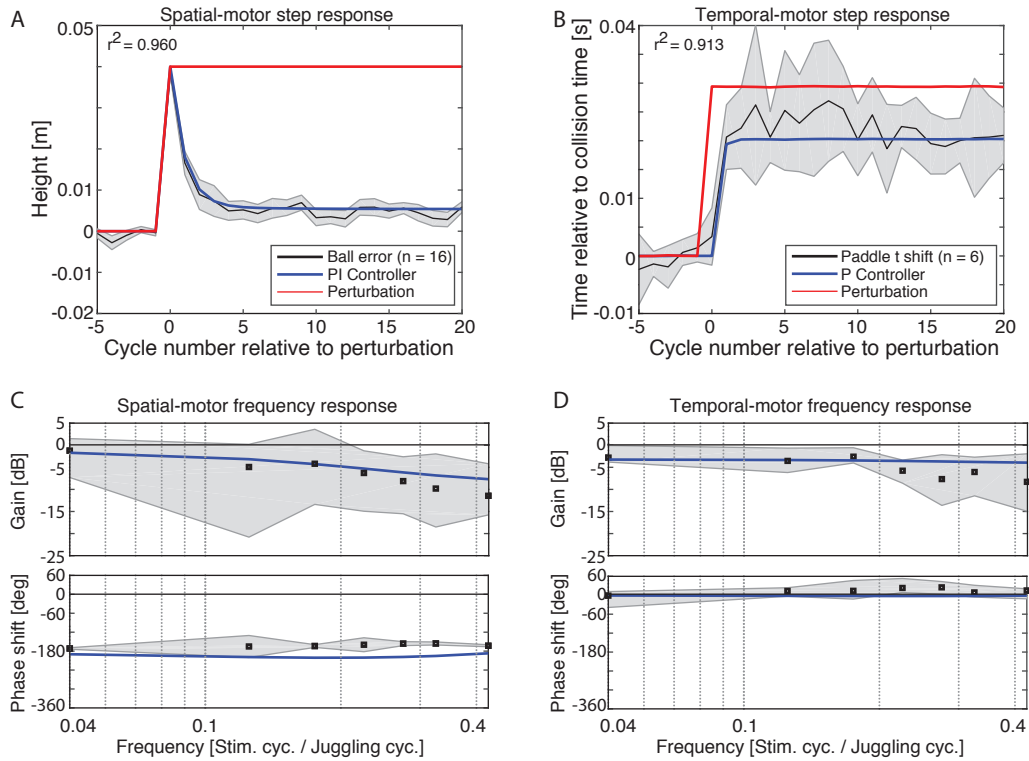 A
Spatial-motor step response
r² = 0.960
Height [m]
0.05
0.01
0
-0.01
-0.02
Ball error (n = 16)
PI Controller
Perturbation
-5 0 5 10 15 20
Cycle number relative to perturbation
B
Temporal-motor step response
r² = 0.913
Time relative to collision time [s]
0.04
0.01
0
-0.01
Paddle t shift (n = 6)
P Controller
Perturbation
-5 0 5 10 15 20
Cycle number relative to perturbation
C
Spatial-motor frequency response
Gain [dB]
5
0
-5
-15
-25
Phase shift [deg]
60
-60
-180
-360
0.04 0.1 0.4
Frequency [Stim. cyc. / Juggling cyc.]
D
Temporal-motor frequency response
Gain [dB]
5
0
-5
-15
-25
Phase shift [deg]
60
0
-60
-180
-360
0.04 0.1 0.4
Frequency [Stim. cyc. / Juggling cyc.]